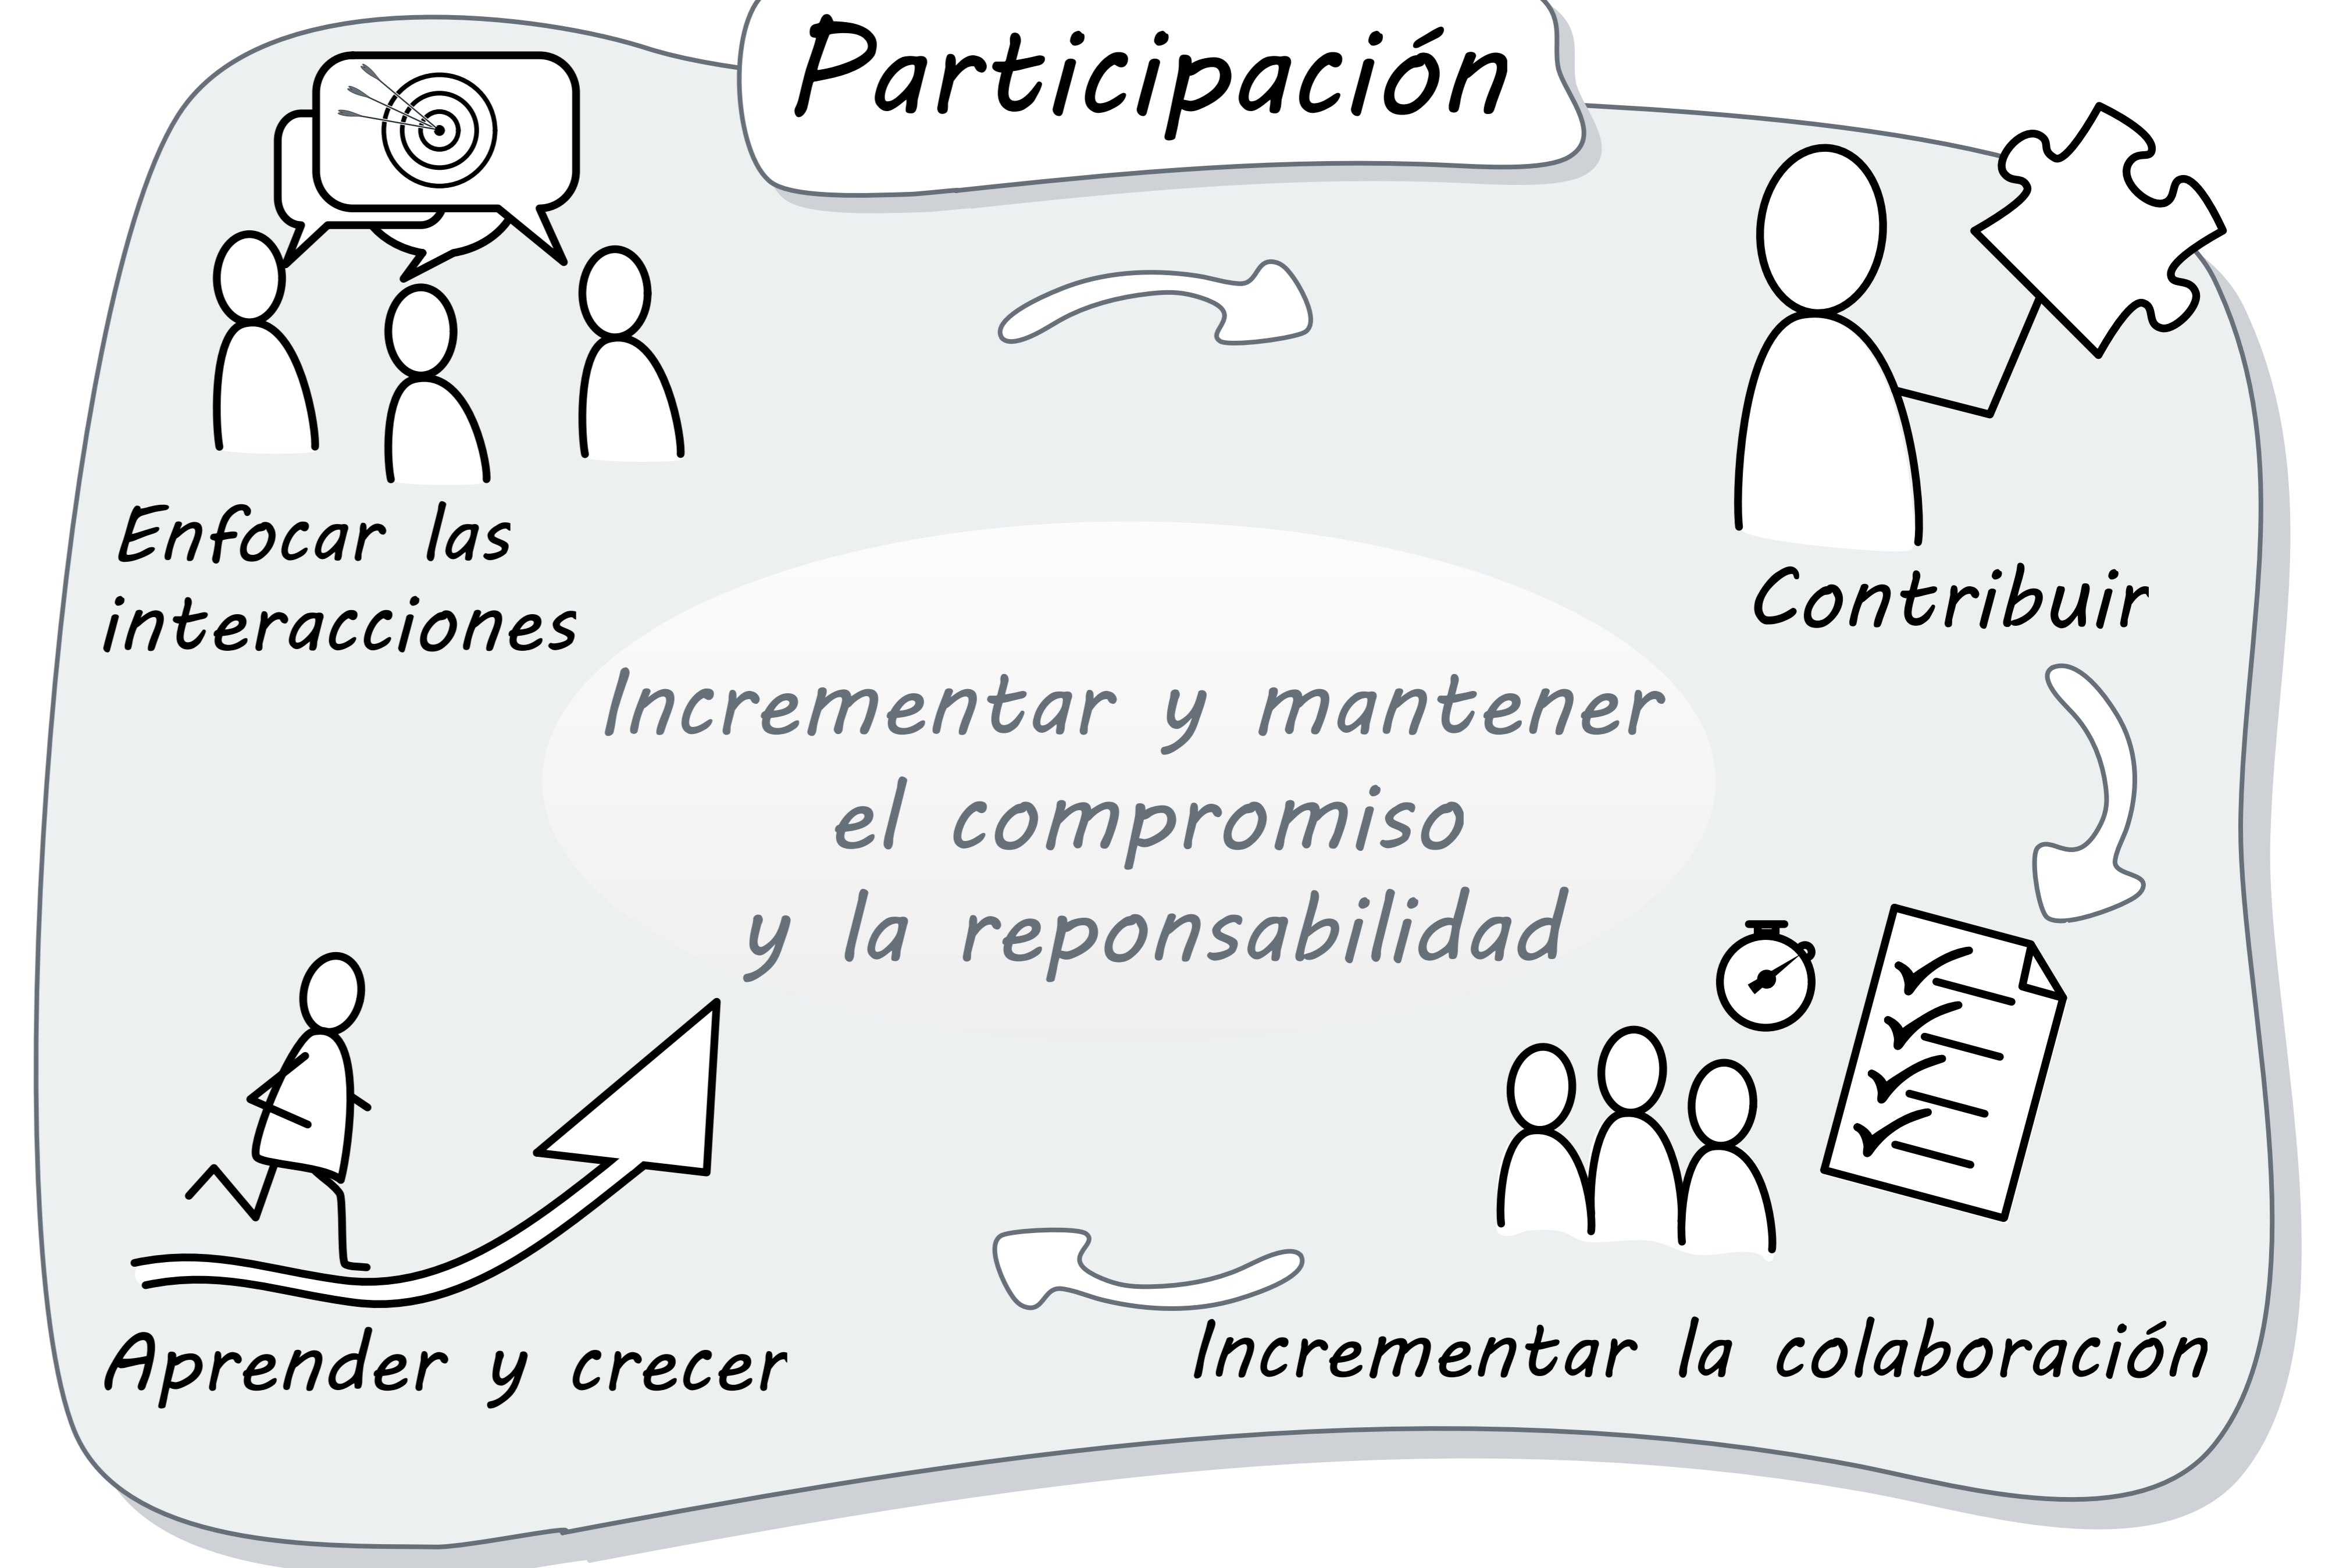 Participación
Enfocar las
interacciones
Contribuir
Incrementar y mantener
el compromiso
y la reponsabilidad
Aprender y crecer
Incrementar la colaboración